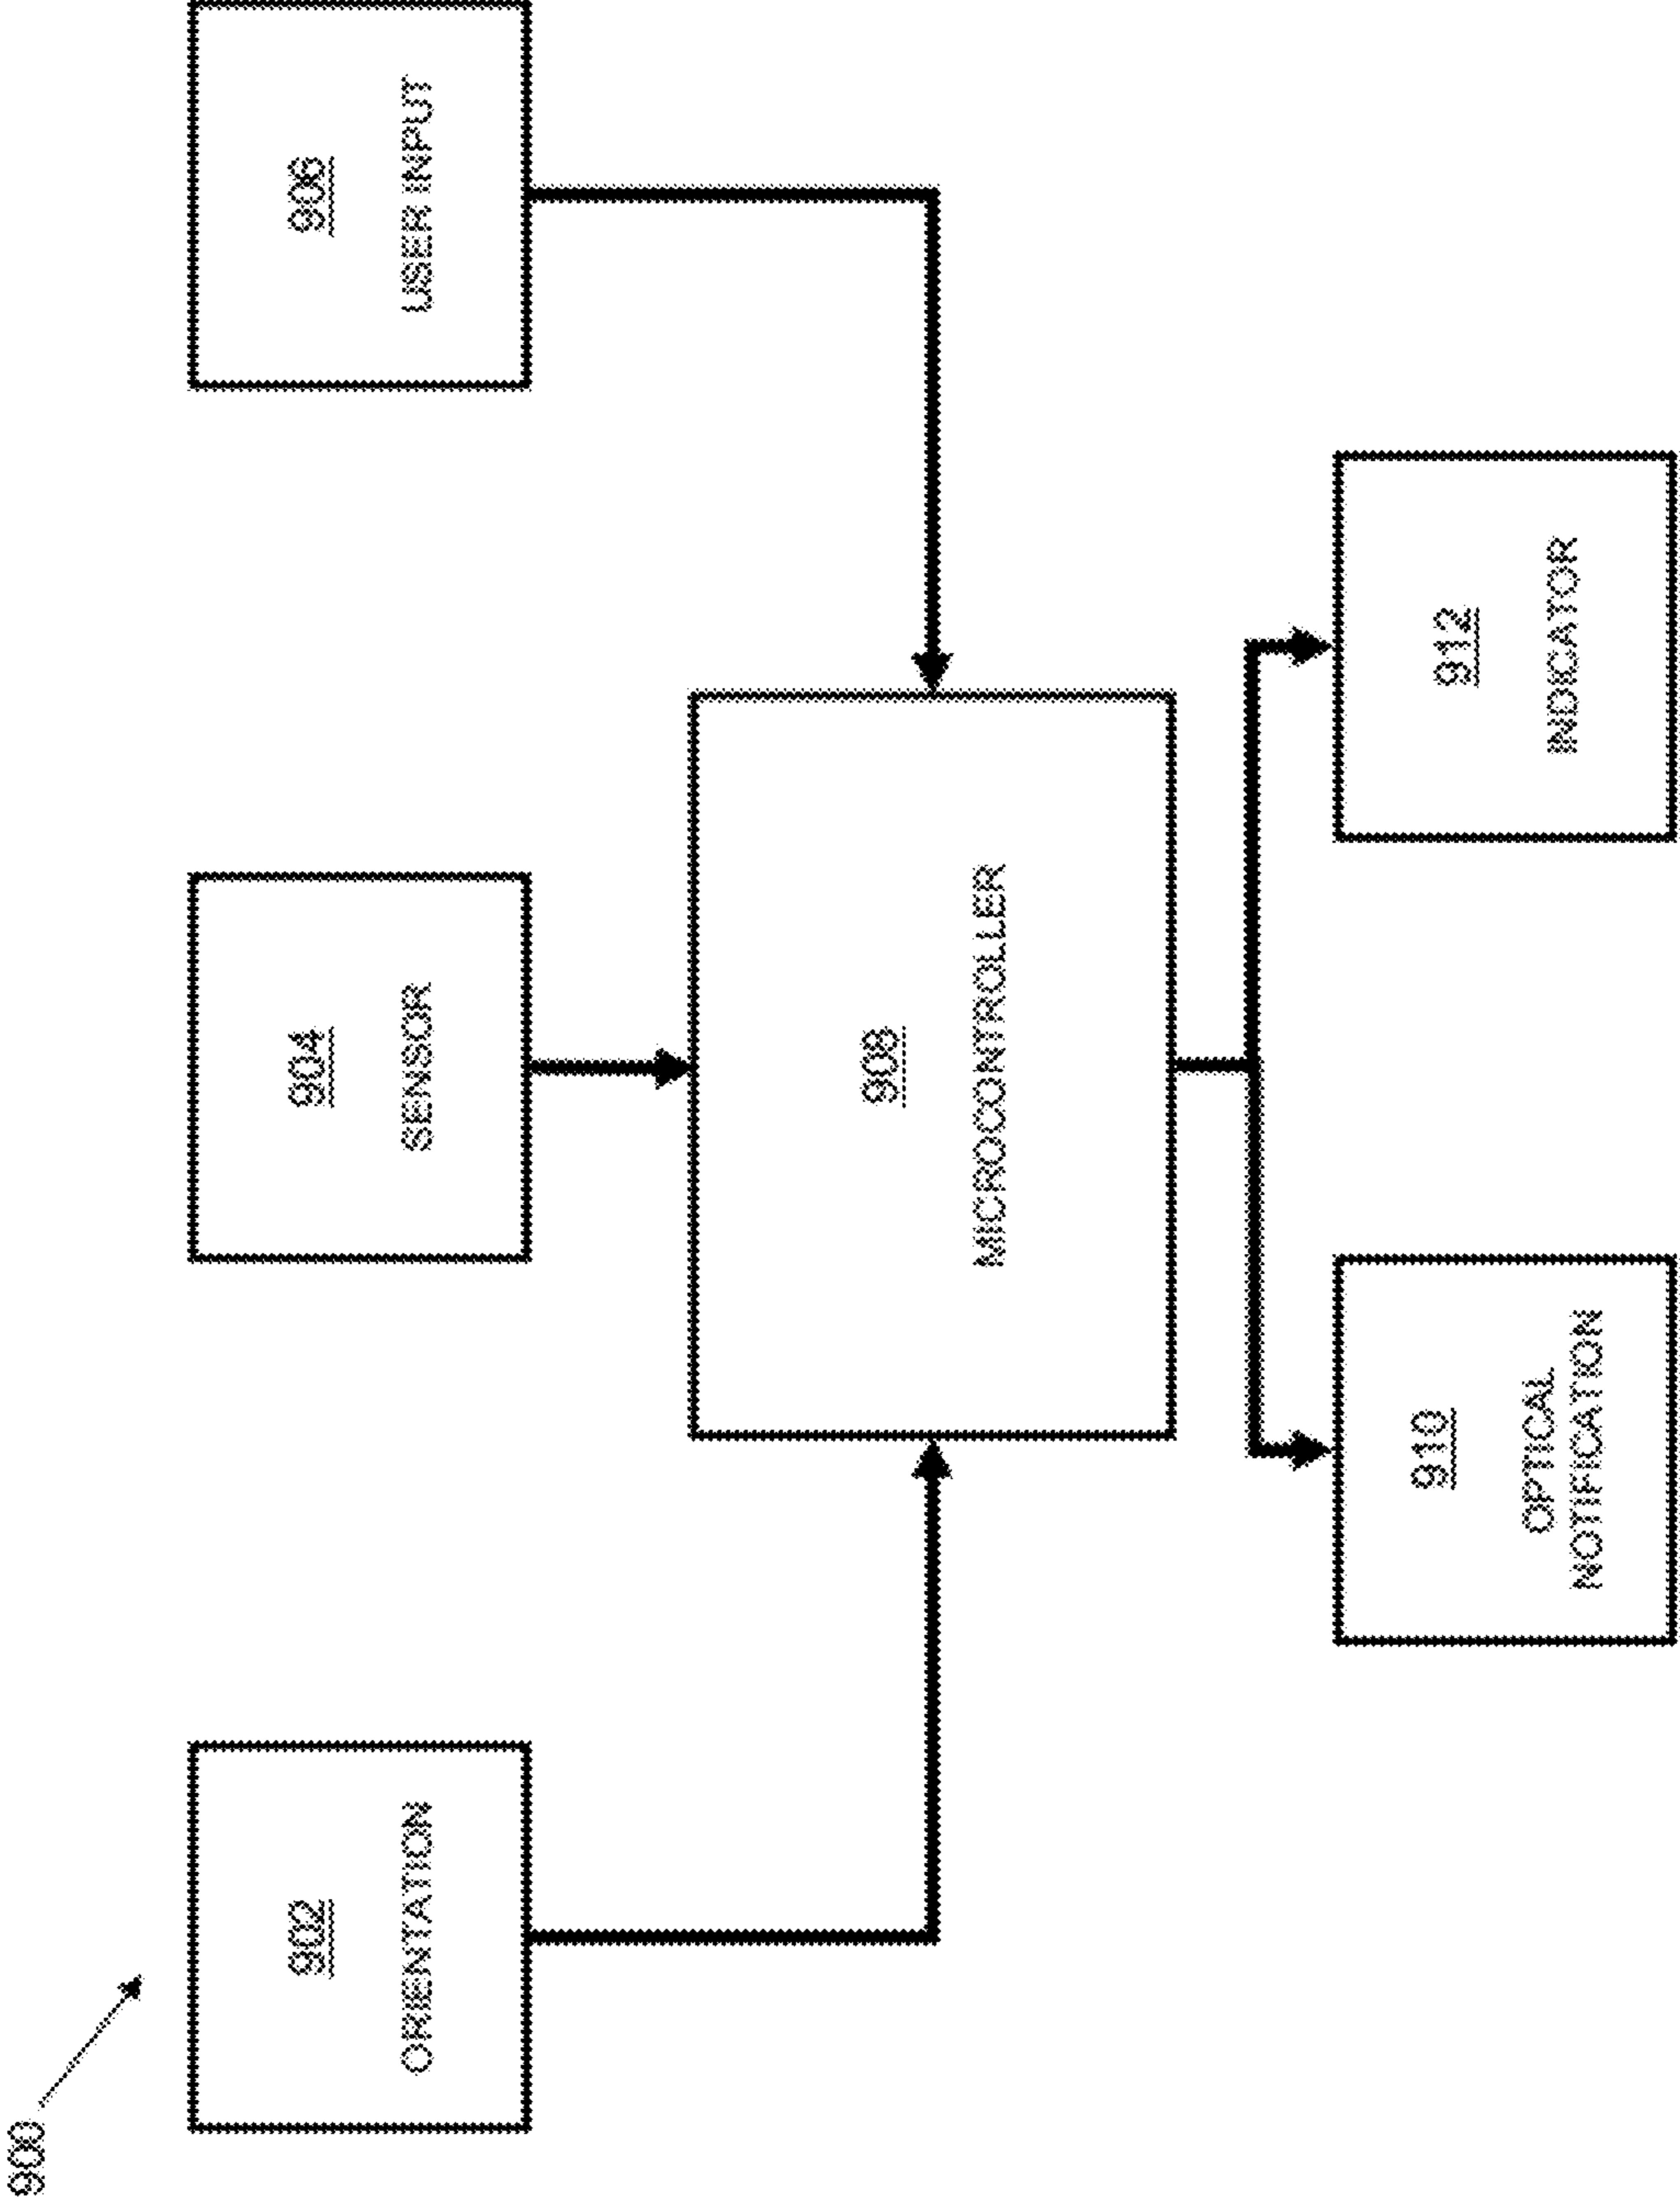 900
902
ORIENTATION
904
SENSOR
906
USER INPUT
908
MICROCONTROLLER
910
OPTICAL
NOTIFICATION
912
INDICATOR